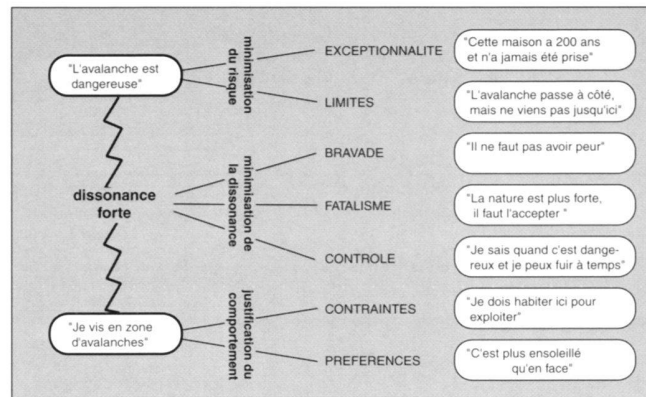 "L'avalanche est
dangereuse"
dissonance
forte
"Je vis en zone
d'avalanches"
minimisation
du risque
minimisation de
la dissonance
justification du
comportement
EXCEPTIONNALITE
"Cette maison a 200 ans
et n'a jamais été prise"
LIMITES
"L'avalanche passe à côté,
mais ne viens pas jusqu'ici"
BRAVADE
"Il ne faut pas avoir peur"
FATALISME
"La nature est plus forte,
il faut l'accepter "
CONTROLE
"Je sais quand c'est dange-
reux et je peux fuir à temps"
CONTRAINTES
"Je dois habiter ici pour
exploiter"
PREFERENCES
"C'est plus ensoleillé
qu'en face"